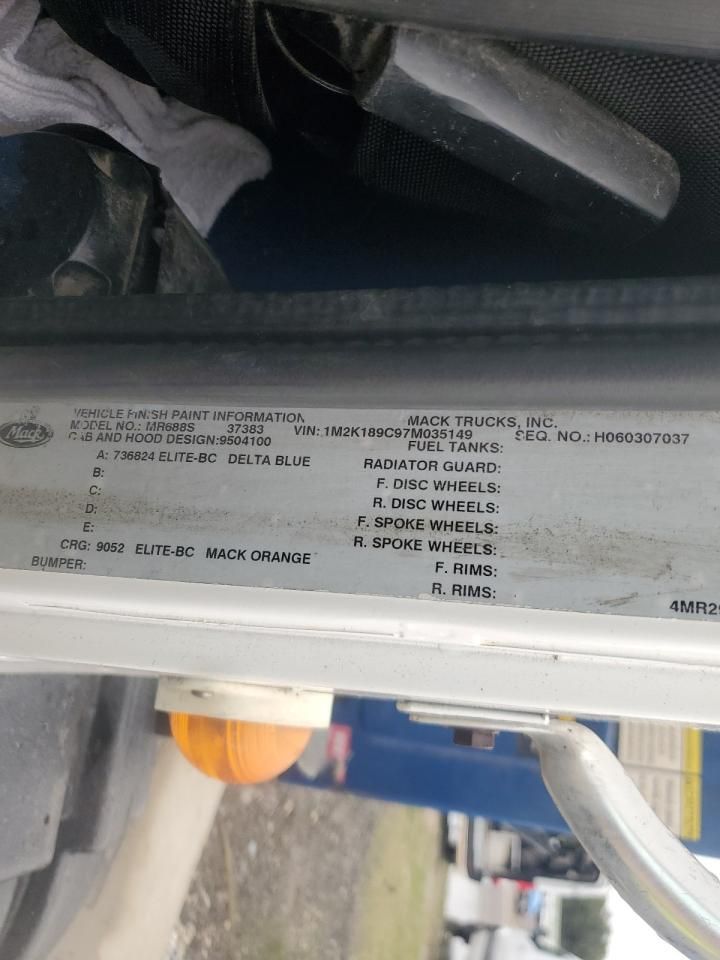 Mack
VEHICLE FINISH PAINT INFORMATION MACK TRUCKS, INC.
MODEL NO.: MR688S 37383 VIN: 1M2K189C97M035149 SEQ. NO.: H060307037
CAB AND HOOD DESIGN:9504100 FUEL TANKS:
A: 736824 ELITE-BC DELTA BLUE RADIATOR GUARD:
B: F. DISC WHEELS:
C: R. DISC WHEELS:
D: F. SPOKE WHEELS:
E: R. SPOKE WHEELS:
CRG: 9052 ELITE-BC MACK ORANGE F. RIMS:
BUMPER: R. RIMS:
4MR29